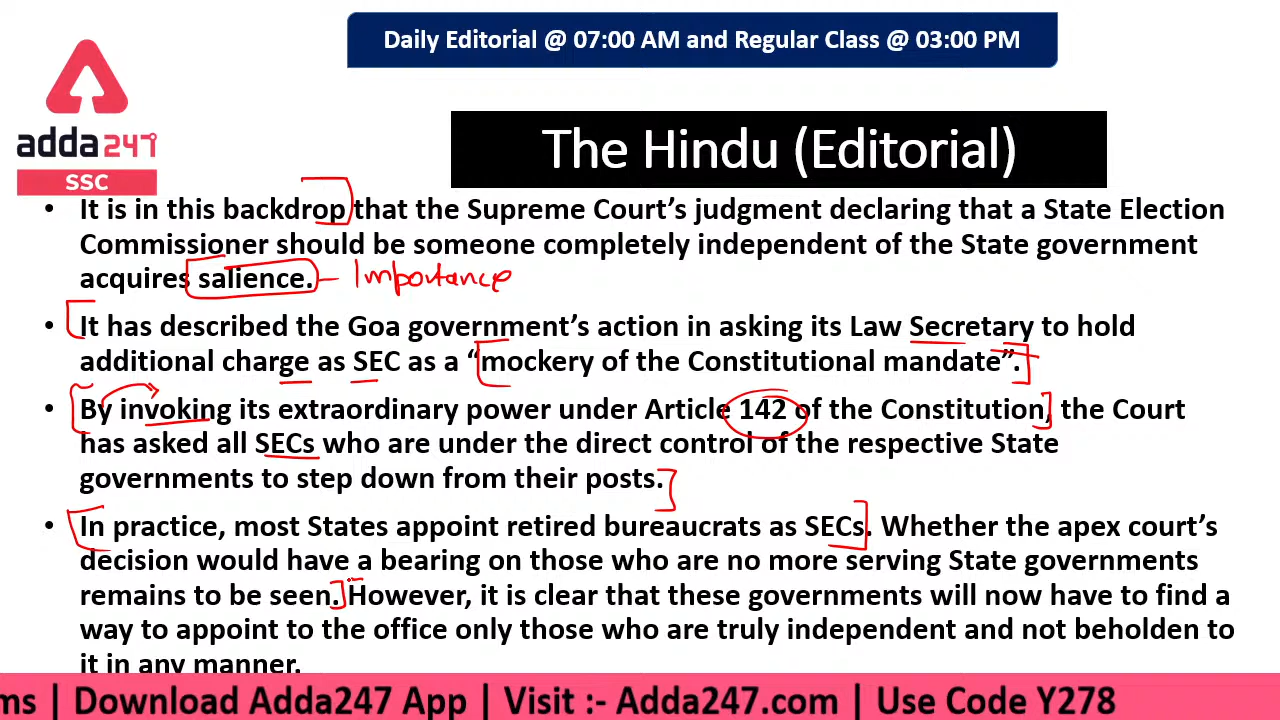 Daily Editorial @ 07:00 AM and Regular Class @ 03:00 PM
adda247
SSC
The Hindu (Editorial)
• It is in this backdrop that the Supreme Court's judgment declaring that a State Election
Commissioner should be someone completely independent of the State government
acquires salience. - Importance
• It has described the Goa government's action in asking its Law Secretary to hold
additional charge as SEC as a "mockery of the Constitutional mandate".
• By invoking its extraordinary power under Article 142 of the Constitution, the Court
has asked all SECs who are under the direct control of the respective State
governments to step down from their posts.
• In practice, most States appoint retired bureaucrats as SECs. Whether the apex court's
decision would have a bearing on those who are no more serving State governments
remains to be seen. However, it is clear that these governments will now have to find a
way to appoint to the office only those who are truly independent and not beholden to
it in any manner.
ms | Download Adda247 App | Visit :- Adda247.com | Use Code Y278